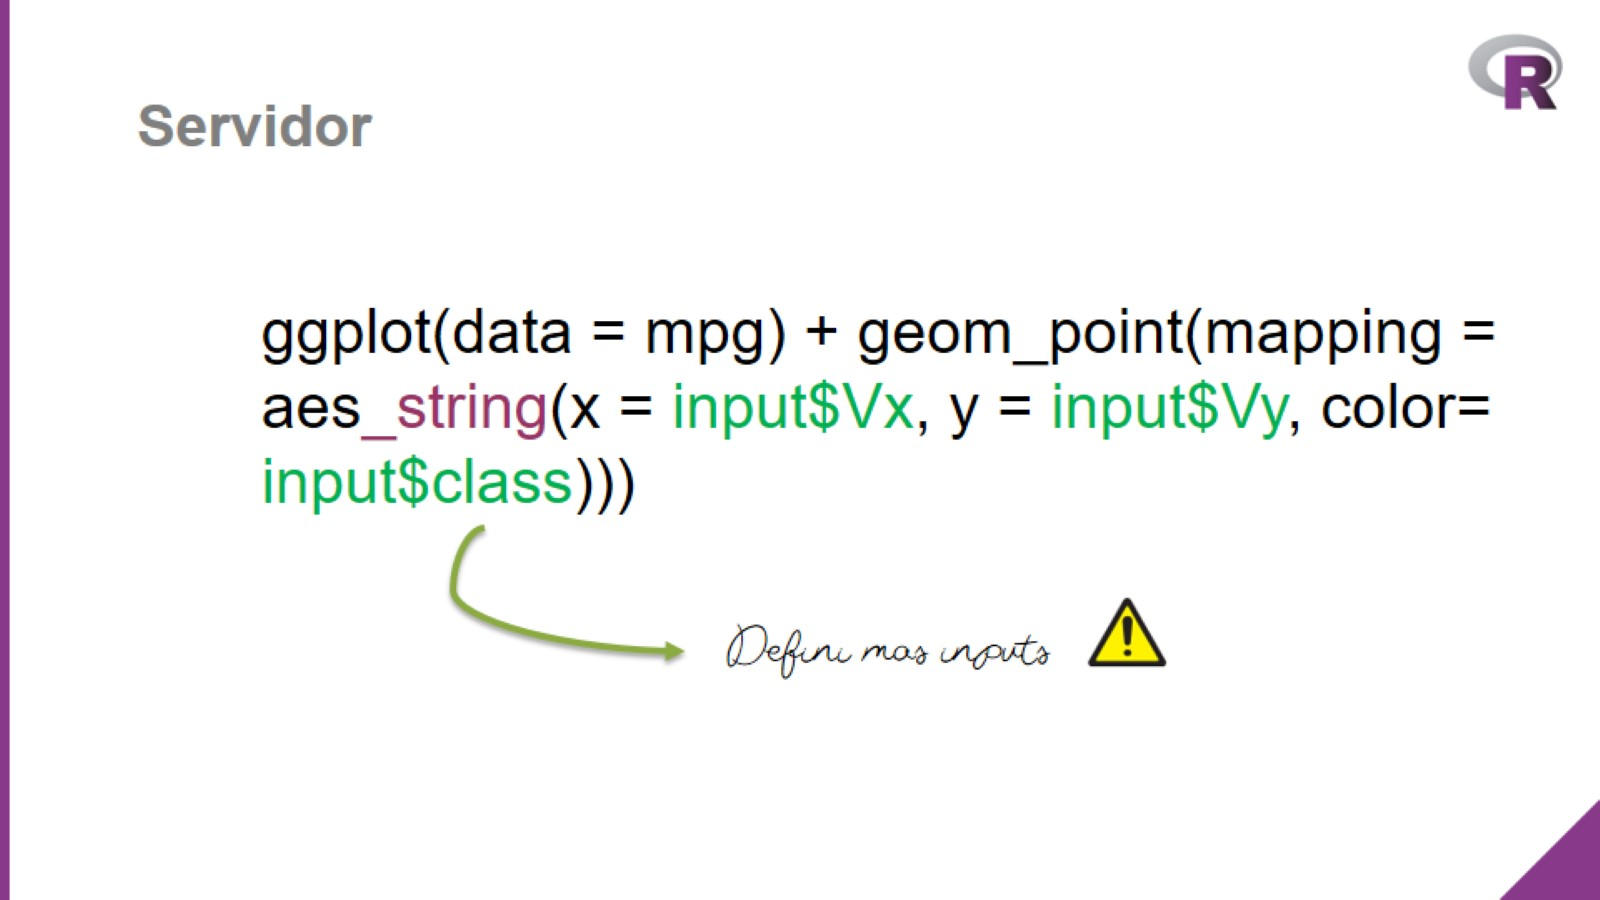 R
Servidor
ggplot(data = mpg) + geom_point(mapping =
aes_string(x = input$Vx, y = input$Vy, color=
input$class)))
Defini mas inputs